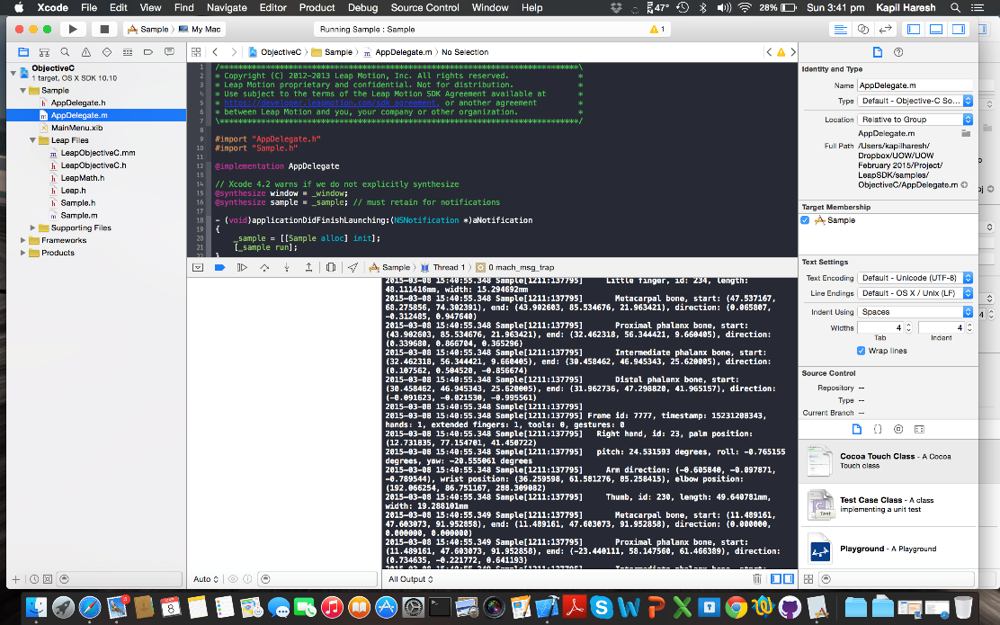 Xcode File Edit View Find Navigate Editor Product Debug Source Control Window Help 47° 28% Sun 3:41 pm Kapil Haresh
Sample My Mac Running Sample : Sample 1
ObjectiveC Sample AppDelegate.m No Selection
ObjectiveC
1 target, OS X SDK 10.10
Sample
AppDelegate.h
AppDelegate.m
MainMenu.xib
Leap Files
LeapObjectiveC.mm
LeapObjectiveC.h
LeapMath.h
Leap.h
Sample.h
Sample.m
Supporting Files
Frameworks
Products
* Copyright (C) 2012-2013 Leap Motion, Inc. All rights reserved. *
* Leap Motion proprietary and confidential. Not for distribution. *
* Use subject to the terms of the Leap Motion SDK Agreement available at *
* https://developer.leapmotion.com/sdk_agreement, or another agreement *
* between Leap Motion and you, your company or other organization. *
#import "AppDelegate.h"
#import "Sample.h"
@implementation AppDelegate
// Xcode 4.2 warns if we do not explicitly synthesize
@synthesize window = _window;
@synthesize sample = _sample; // must retain for notifications
- (void)applicationDidFinishLaunching:(NSNotification *)aNotification
{
_sample = [[Sample alloc] init];
[_sample run];
}
Sample Thread 1 0 mach_msg_trap
2015-03-08 15:40:55.348 Sample[1211:137795] Little finger, id: 234, length:
48.111416mm, width: 15.294692mm
2015-03-08 15:40:55.348 Sample[1211:137795] Metacarpal bone, start: (47.537167,
68.275856, 74.302391), end: (43.902603, 85.534676, 21.963421), direction: (0.065807,
-0.312485, 0.947640)
2015-03-08 15:40:55.348 Sample[1211:137795] Proximal phalanx bone, start:
(43.902603, 85.534676, 21.963421), end: (32.462318, 56.344421, 9.660405), direction:
(0.339680, 0.866704, 0.365296)
2015-03-08 15:40:55.348 Sample[1211:137795] Intermediate phalanx bone, start:
(32.462318, 56.344421, 9.660405), end: (30.458462, 46.945343, 25.620005), direction:
(0.107562, 0.504520, -0.856674)
2015-03-08 15:40:55.348 Sample[1211:137795] Distal phalanx bone, start:
(30.458462, 46.945343, 25.620005), end: (31.962736, 47.298820, 41.965157), direction:
(-0.091623, -0.021530, -0.995561)
2015-03-08 15:40:55.348 Sample[1211:137795]
2015-03-08 15:40:55.348 Sample[1211:137795] Frame id: 7777, timestamp: 15231208343,
hands: 1, extended fingers: 1, tools: 0, gestures: 0
2015-03-08 15:40:55.348 Sample[1211:137795] Right hand, id: 23, palm position:
(12.731835, 77.154701, 41.450722)
2015-03-08 15:40:55.348 Sample[1211:137795] pitch: 24.531593 degrees, roll: -0.765155
degrees, yaw: -20.555061 degrees
2015-03-08 15:40:55.348 Sample[1211:137795] Arm direction: (-0.605840, -0.097871,
-0.789544), wrist position: (36.259598, 61.581276, 85.258415), elbow position:
(192.066254, 86.751167, 288.309082)
2015-03-08 15:40:55.348 Sample[1211:137795] Thumb, id: 230, length: 49.640781mm,
width: 19.288101mm
2015-03-08 15:40:55.348 Sample[1211:137795] Metacarpal bone, start: (11.489161,
47.603073, 91.952858), end: (11.489161, 47.603073, 91.952858), direction: (0.000000,
0.000000, 0.000000)
2015-03-08 15:40:55.349 Sample[1211:137795] Proximal phalanx bone, start:
(11.489161, 47.603073, 91.952858), end: (-23.440111, 58.147560, 61.466389), direction:
(0.734635, -0.221772, 0.641193)
Auto All Output
Identity and Type
Name AppDelegate.m
Type Default - Objective-C So...
Location Relative to Group
AppDelegate.m
Full Path /Users/kapilharesh/
Dropbox/UOW/UOW
February 2015/Project/
LeapSDK/samples/
ObjectiveC/AppDelegate.m
Target Membership
Sample
Text Settings
Text Encoding Default - Unicode (UTF-8)
Line Endings Default - OS X / Unix (LF)
Indent Using Spaces
Widths 4 4
Tab Indent
Wrap lines
Source Control
Repository --
Type --
Current Branch --
Cocoa Touch Class - A Cocoa
Touch class
Test Case Class - A class
implementing a unit test
Test
Playground - A Playground